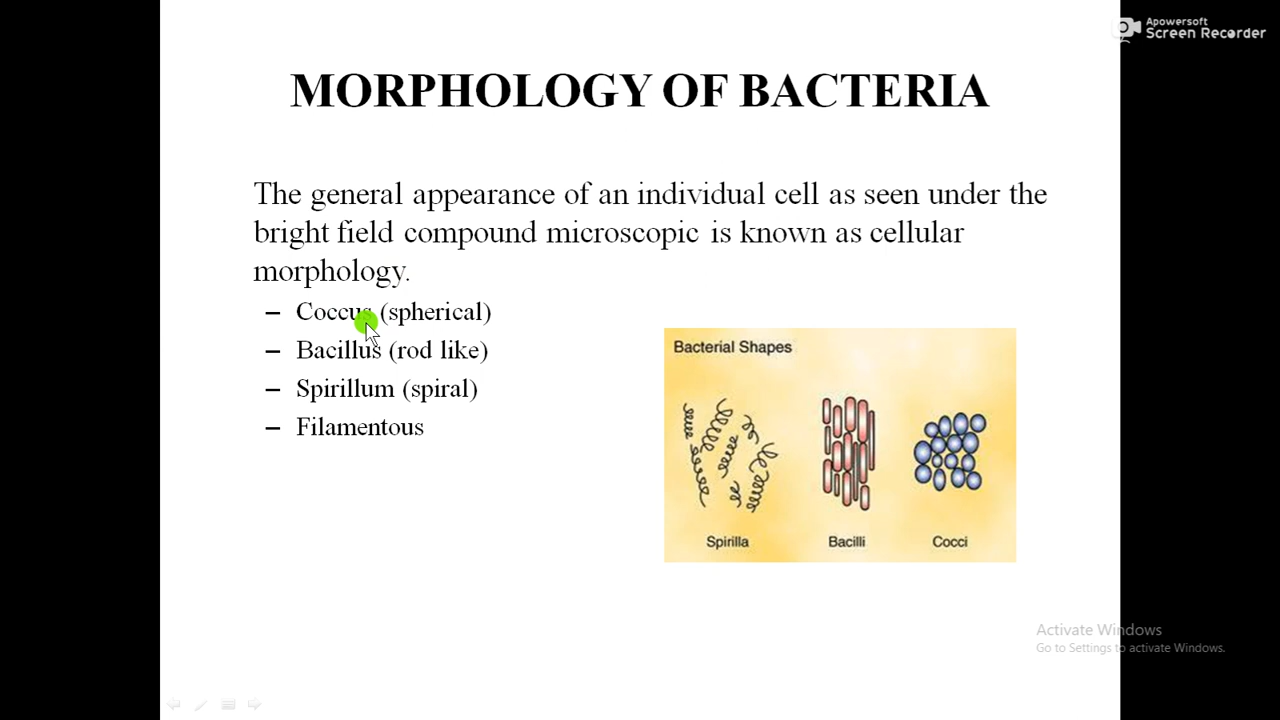 Apowersoft
Screen Recorder
MORPHOLOGY OF BACTERIA
The general appearance of an individual cell as seen under the
bright field compound microscopic is known as cellular
morphology.
– Coccus (spherical)
– Bacillus (rod like)
– Spirillum (spiral)
– Filamentous
Bacterial Shapes
Spirilla Bacilli Cocci
Activate Windows
Go to Settings to activate Windows.